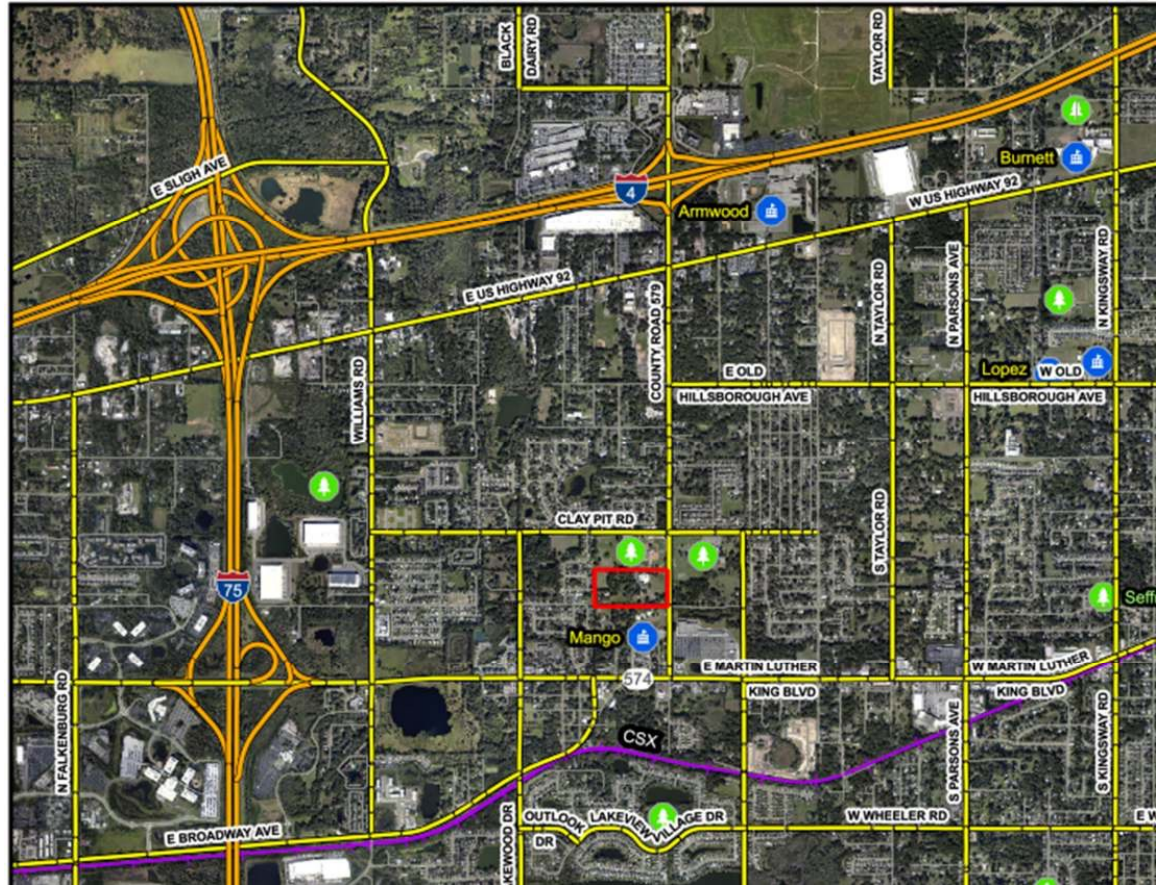 BLACK
DAIRY RD
TAYLOR RD
E SLIGH AVE
4
Burnett
Armwood
W US HIGHWAY 92
E US HIGHWAY 92
COUNTY ROAD 579
N TAYLOR RD
N PARSONS AVE
N KINGSWAY RD
WILLIAMS RD
E OLD
HILLSBOROUGH AVE
Lopez
W OLD
HILLSBOROUGH AVE
CLAY PIT RD
S TAYLOR RD
75
Seff
Mango
E MARTIN LUTHER
KING BLVD
574
W MARTIN LUTHER
KING BLVD
N FALKENBURG RD
CSX
S PARSONS AVE
S KINGSWAY RD
E BROADWAY AVE
KEWOOD DR
OUTLOOK
DR
LAKEVIEW VILLAGE DR
W WHEELER RD
E W